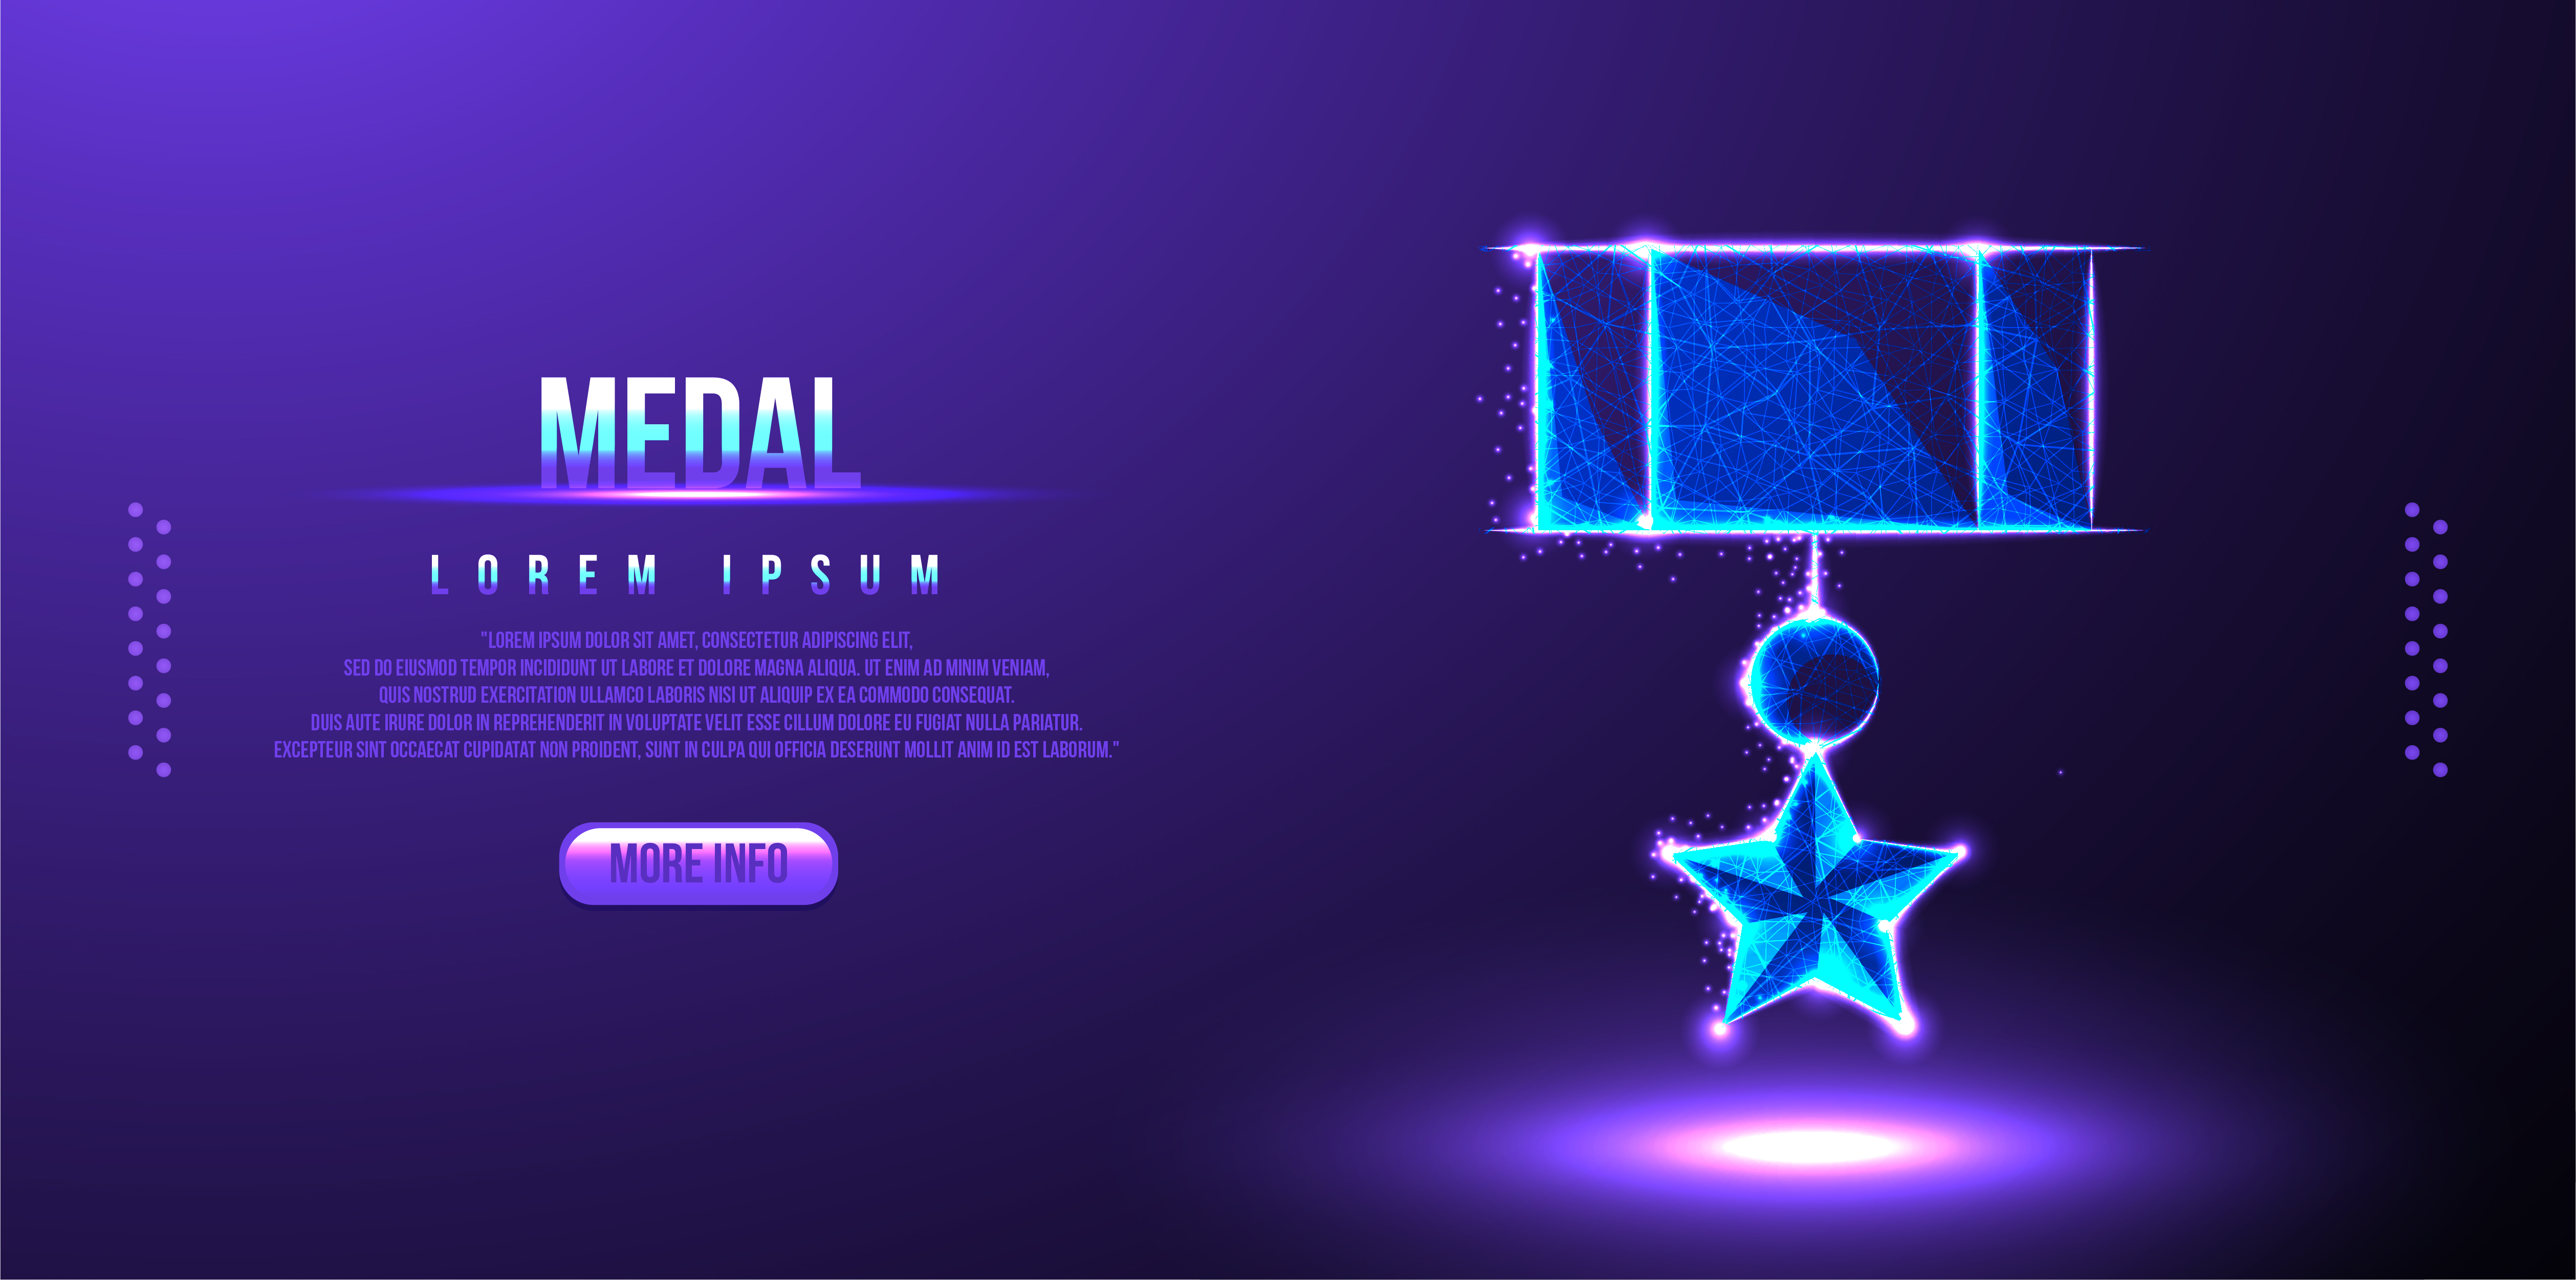 MEDAL
LOREM IPSUM
"LOREM IPSUM DOLOR SIT AMET, CONSECTETUR ADIPISCING ELIT,
SED DO EIUSMOD TEMPOR INCIDIDUNT UT LABORE ET DOLORE MAGNA ALIQUA. UT ENIM AD MINIM VENIAM,
QUIS NOSTRUD EXERCITATION ULLAMCO LABORIS NISI UT ALIQUIP EX EA COMMODO CONSEQUAT.
DUIS AUTE IRURE DOLOR IN REPREHENDERIT IN VOLUPTATE VELIT ESSE CILLUM DOLORE EU FUGIAT NULLA PARIATUR.
EXCEPTEUR SINT OCCAECAT CUPIDATAT NON PROIDENT, SUNT IN CULPA QUI OFFICIA DESERUNT MOLLIT ANIM ID EST LABORUM."
MORE INFO